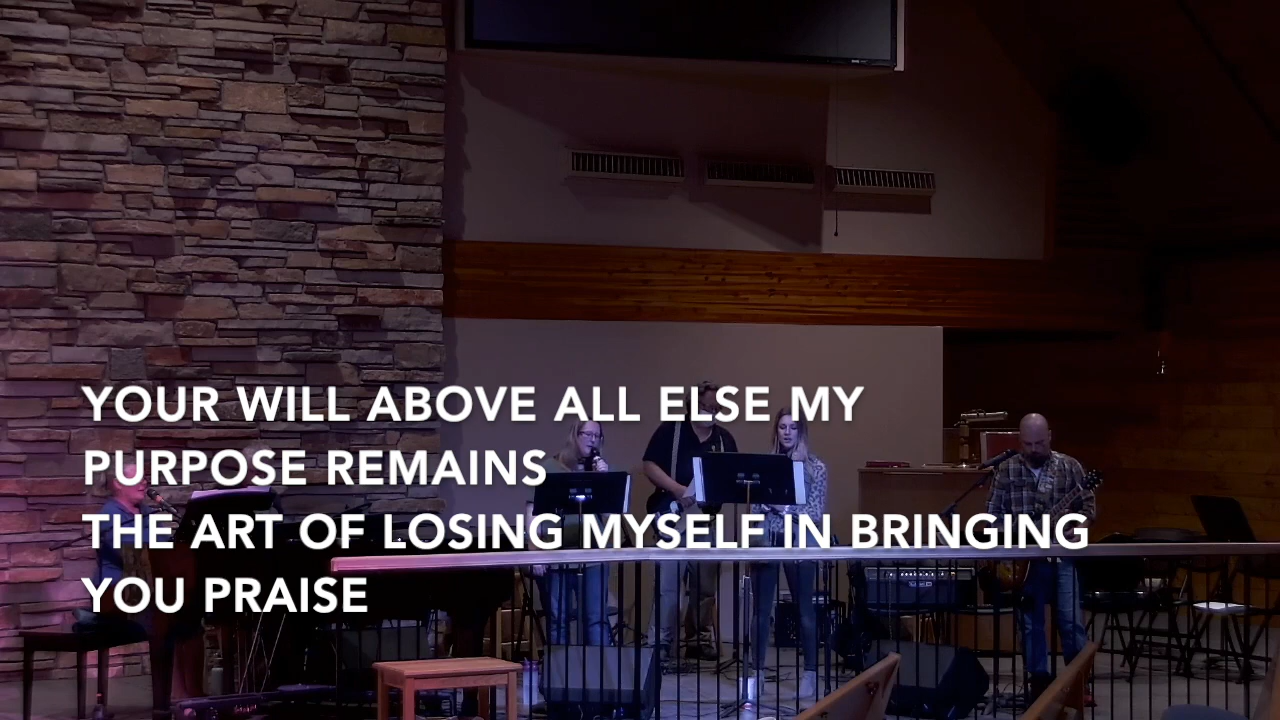 YOUR WILL ABOVE ALL ELSE MY
PURPOSE REMAINS
THE ART OF LOSING MYSELF IN BRINGING
YOU PRAISE